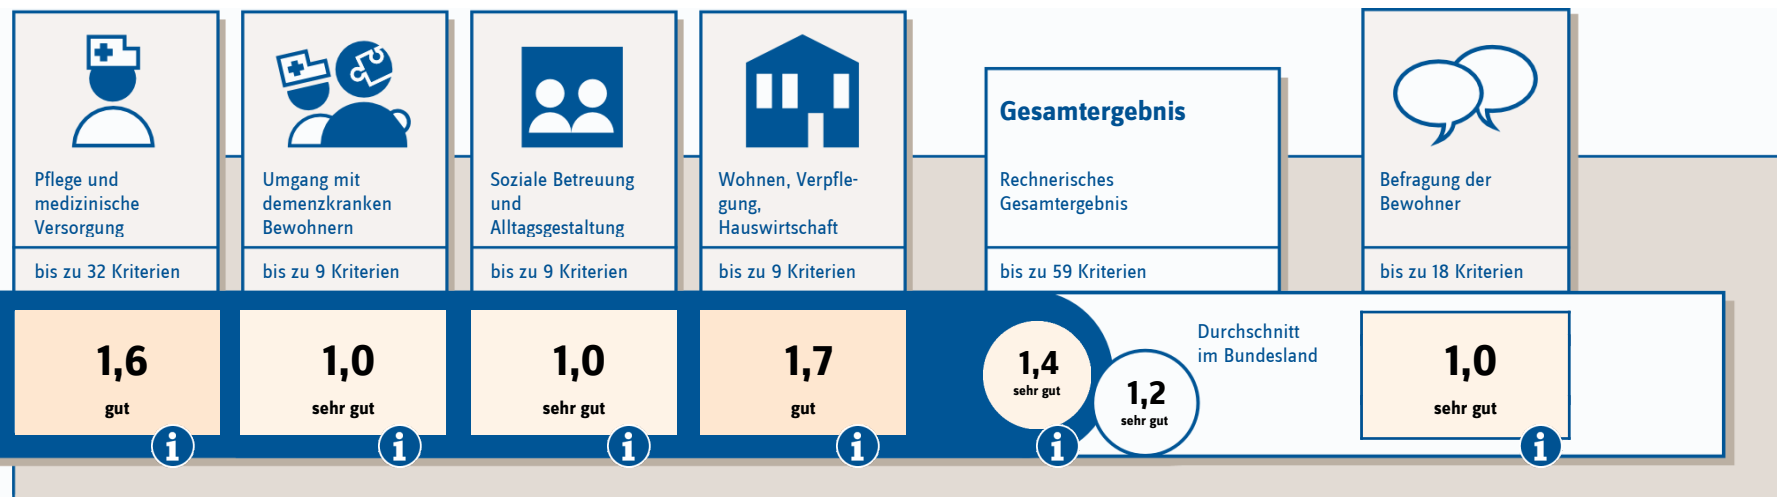 Pflege und
medizinische
Versorgung
bis zu 32 Kriterien
1,6
gut
i
Umgang mit
demenzkranken
Bewohnern
bis zu 9 Kriterien
1,0
sehr gut
i
Soziale Betreuung
und
Alltagsgestaltung
bis zu 9 Kriterien
1,0
sehr gut
i
Wohnen, Verpfle-
gung,
Hauswirtschaft
bis zu 9 Kriterien
1,7
gut
i
Gesamtergebnis
Rechnerisches
Gesamtergebnis
bis zu 59 Kriterien
1,4
sehr gut
i
1,2
sehr gut
Durchschnitt
im Bundesland
Befragung der
Bewohner
bis zu 18 Kriterien
1,0
sehr gut
i